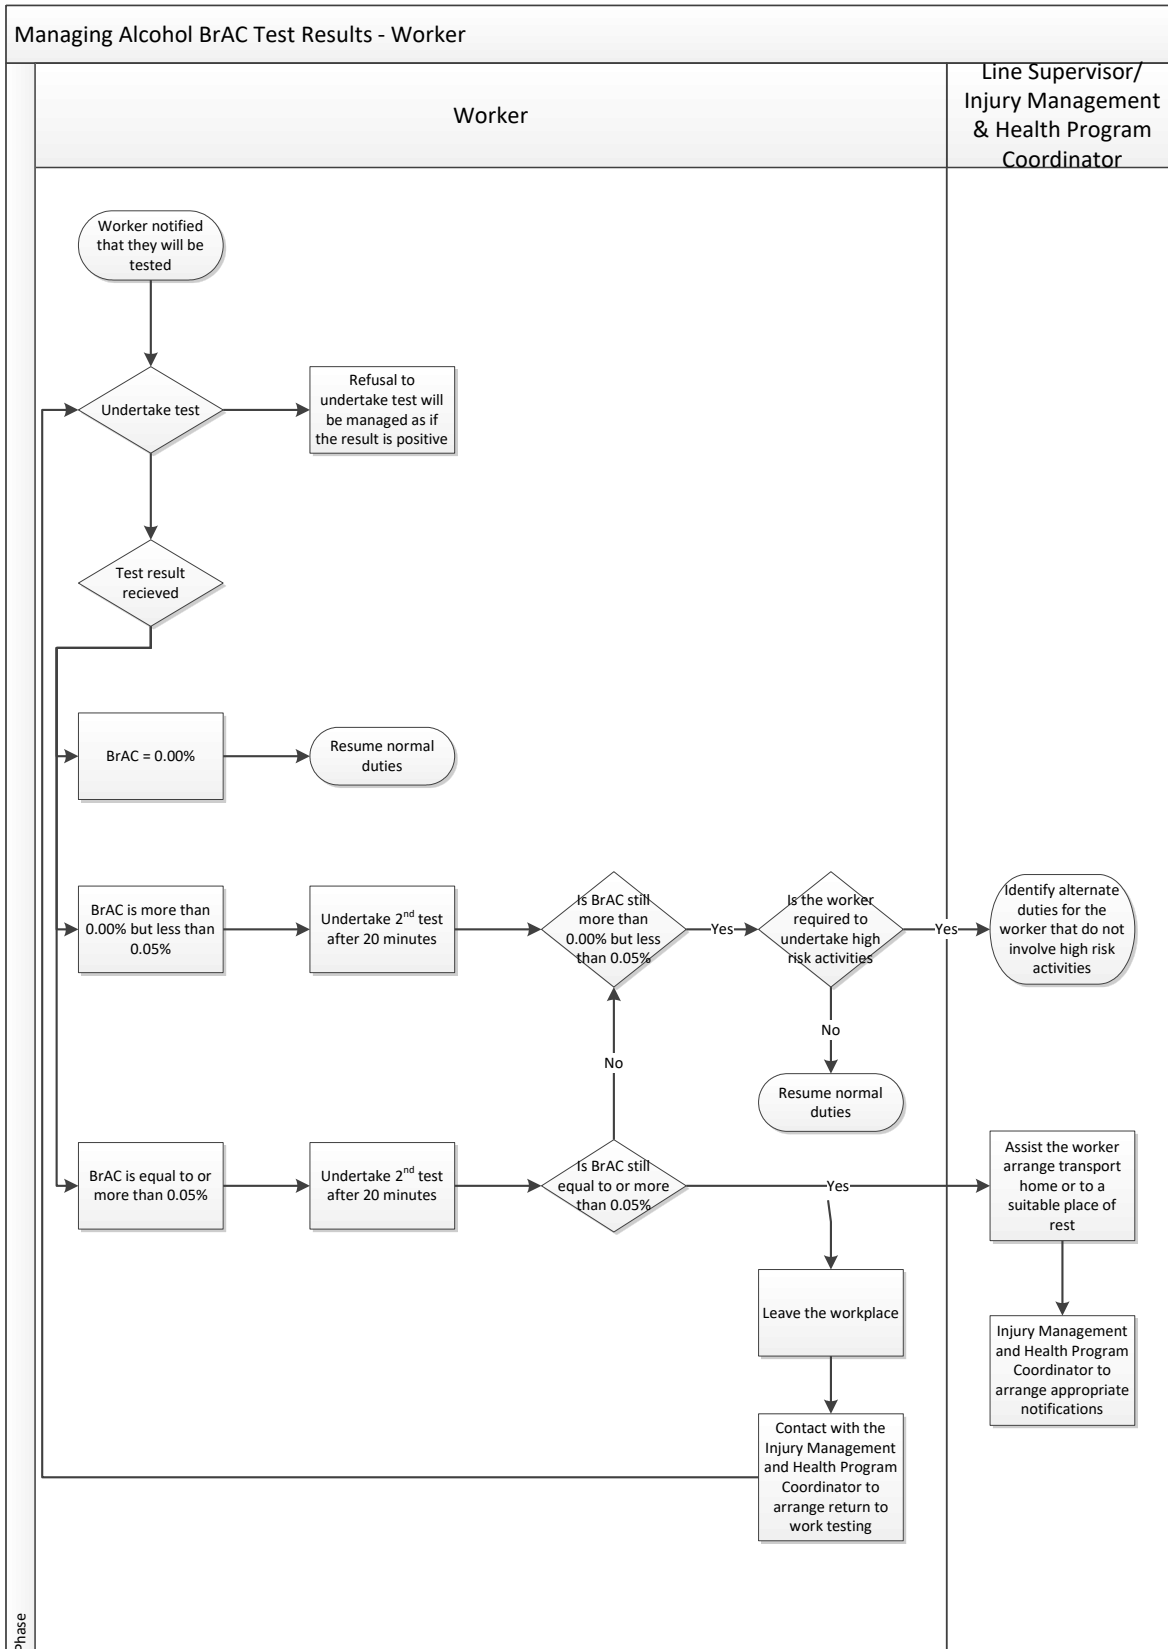 Managing Alcohol BrAC Test Results - Worker
Worker
Line Supervisor/
Injury Management
& Health Program
Coordinator
Worker notified
that they will be
tested
Undertake test
Refusal to
undertake test will
be managed as if
the result is positive
Test result
recieved
BrAC = 0.00%
Resume normal
duties
BrAC is more than
0.00% but less than
0.05%
Undertake 2nd test
after 20 minutes
Is BrAC still
more than
0.00% but less
than 0.05%
Yes
Is the worker
required to
undertake high
risk activities
Yes
Identify alternate
duties for the
worker that do not
involve high risk
activities
No
No
Resume normal
duties
BrAC is equal to or
more than 0.05%
Undertake 2nd test
after 20 minutes
Is BrAC still
equal to or more
than 0.05%
Yes
Assist the worker
arrange transport
home or to a
suitable place of
rest
Leave the workplace
Injury Management
and Health Program
Coordinator to
arrange appropriate
notifications
Contact with the
Injury Management
and Health Program
Coordinator to
arrange return to
work testing
Phase